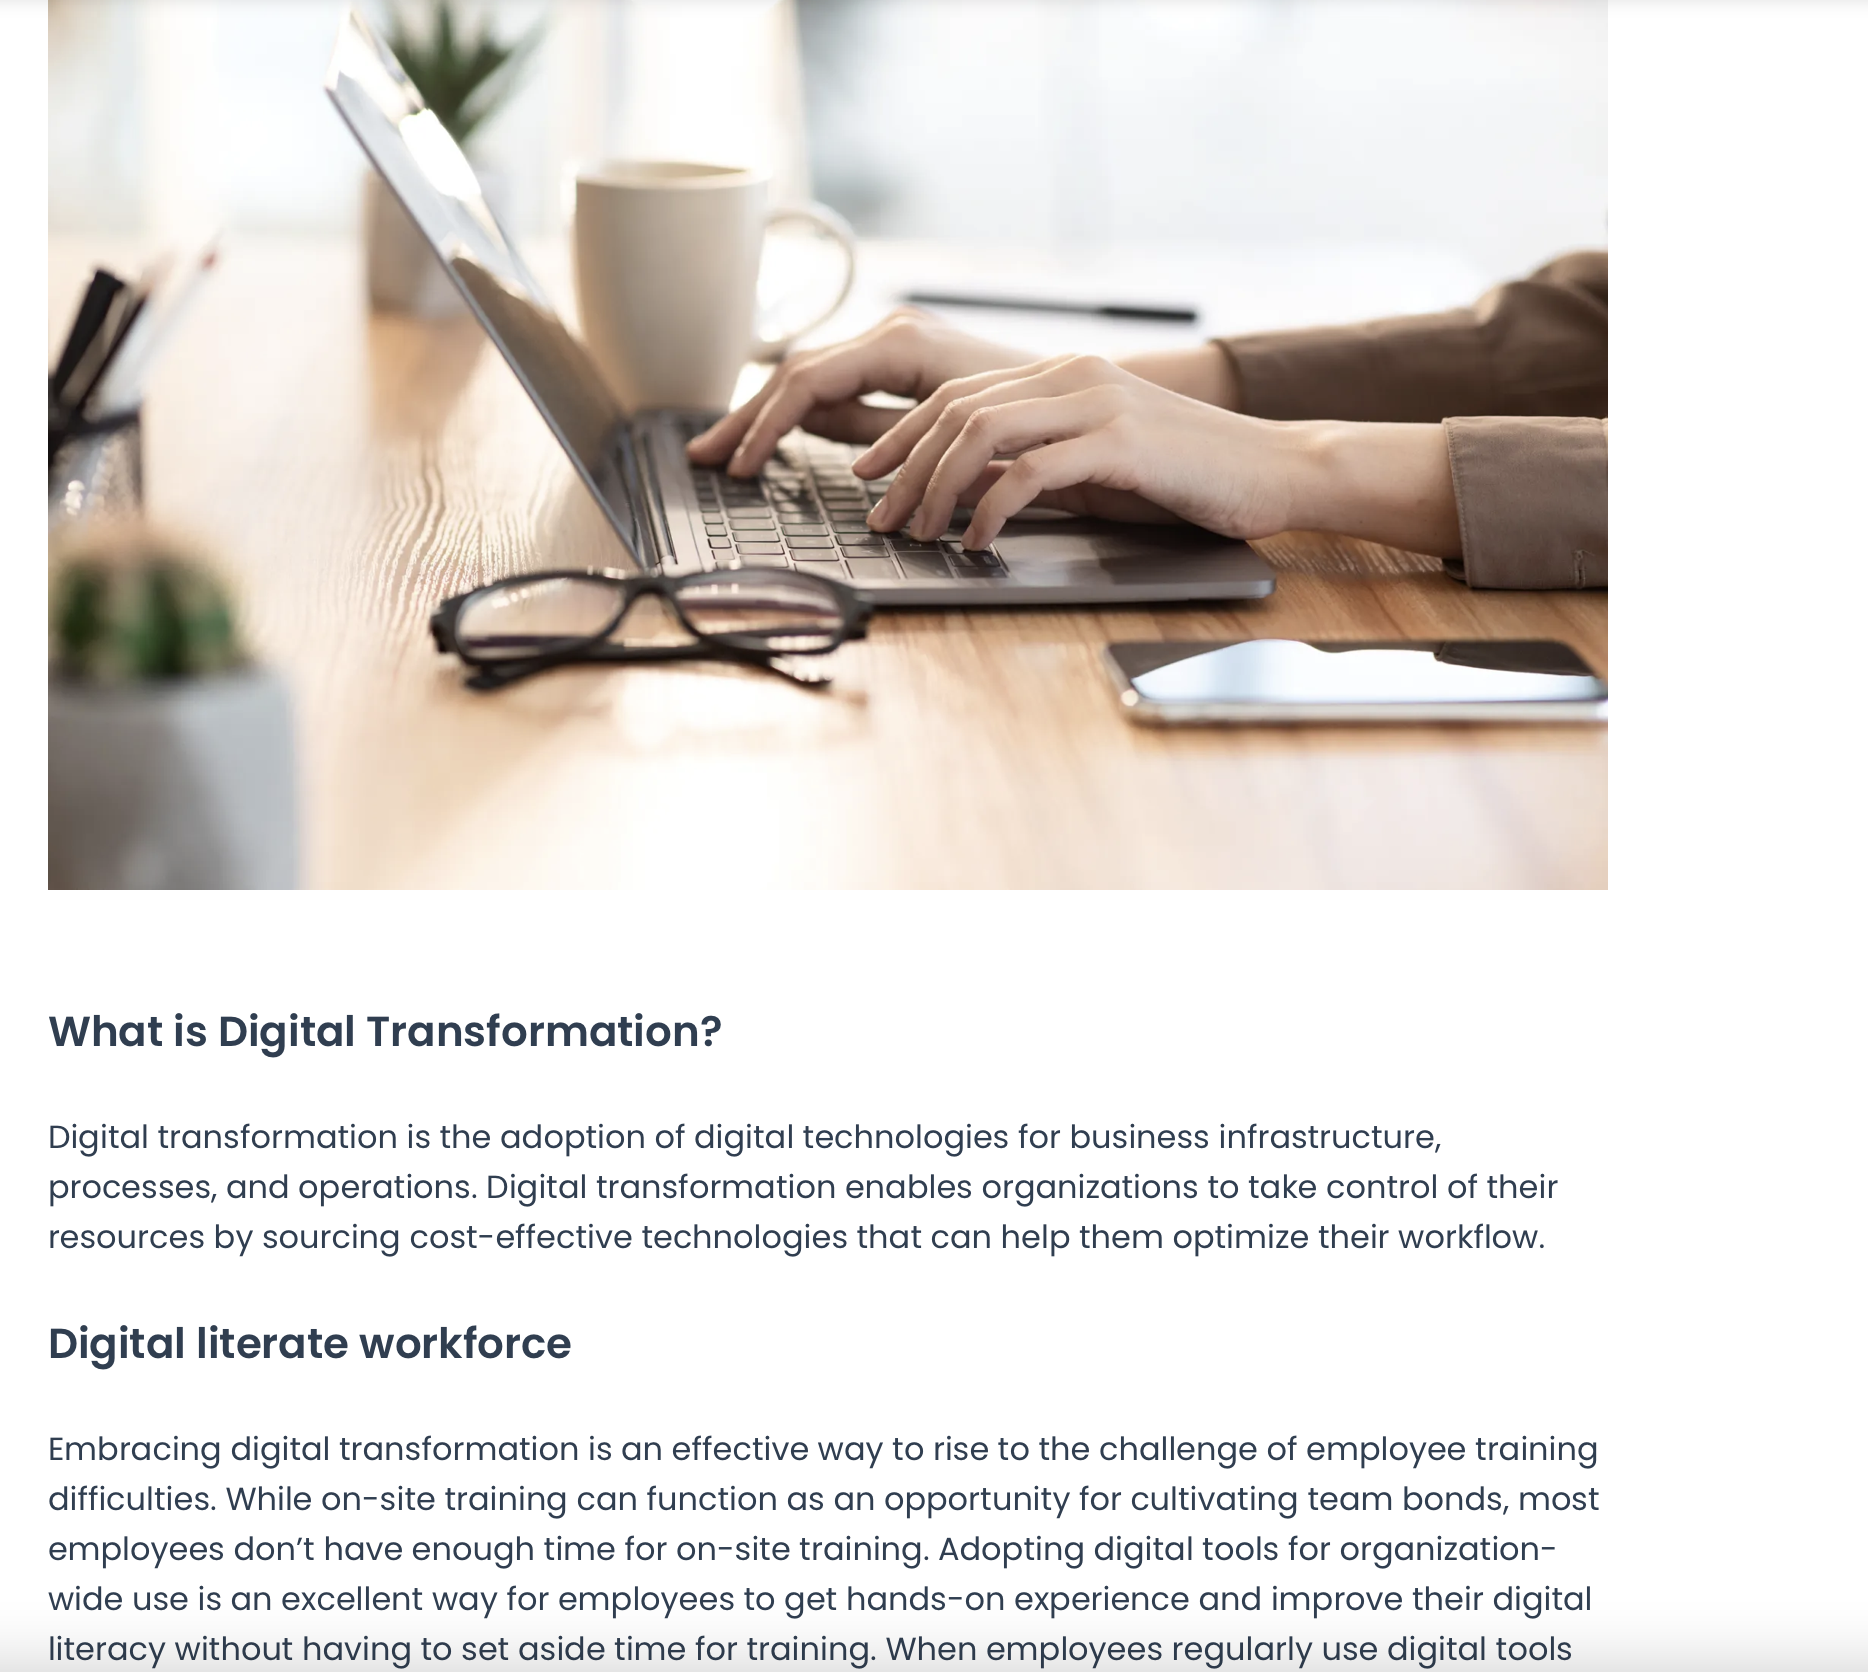 What is Digital Transformation?
Digital transformation is the adoption of digital technologies for business infrastructure,
processes, and operations. Digital transformation enables organizations to take control of their
resources by sourcing cost-effective technologies that can help them optimize their workflow.
Digital literate workforce
Embracing digital transformation is an effective way to rise to the challenge of employee training
difficulties. While on-site training can function as an opportunity for cultivating team bonds, most
employees don’t have enough time for on-site training. Adopting digital tools for organization-
wide use is an excellent way for employees to get hands-on experience and improve their digital
literacy without having to set aside time for training. When employees regularly use digital tools